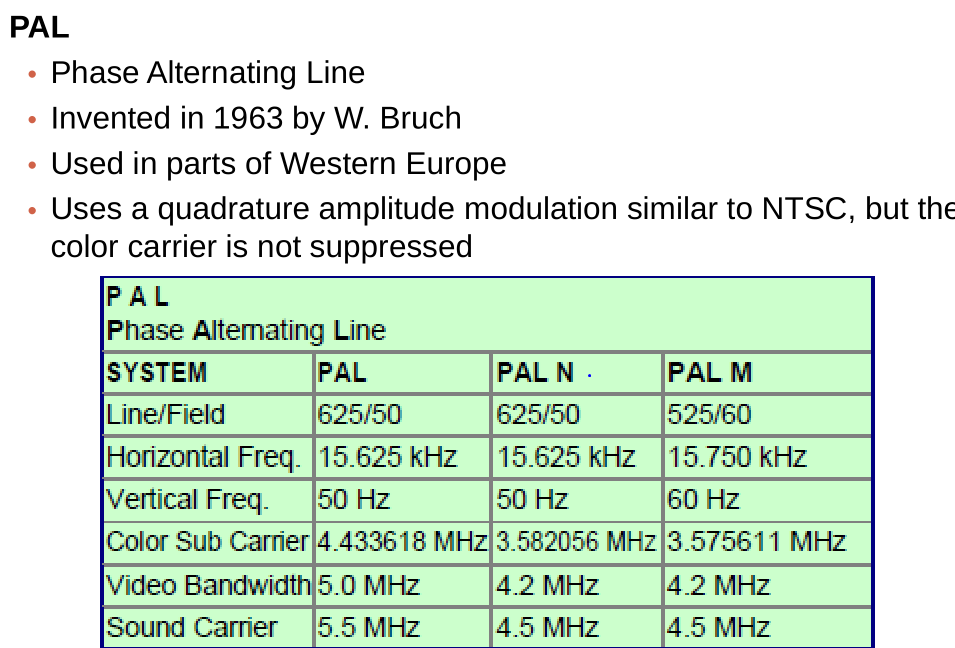 PAL
• Phase Alternating Line
• Invented in 1963 by W. Bruch
• Used in parts of Western Europe
• Uses a quadrature amplitude modulation similar to NTSC, but the
color carrier is not suppressed
P A L
Phase Alternating Line
SYSTEM PAL PAL N PAL M
Line/Field 625/50 625/50 525/60
Horizontal Freq. 15.625 kHz 15.625 kHz 15.750 kHz
Vertical Freq. 50 Hz 50 Hz 60 Hz
Color Sub Carrier 4.433618 MHz 3.582056 MHz 3.575611 MHz
Video Bandwidth 5.0 MHz 4.2 MHz 4.2 MHz
Sound Carrier 5.5 MHz 4.5 MHz 4.5 MHz